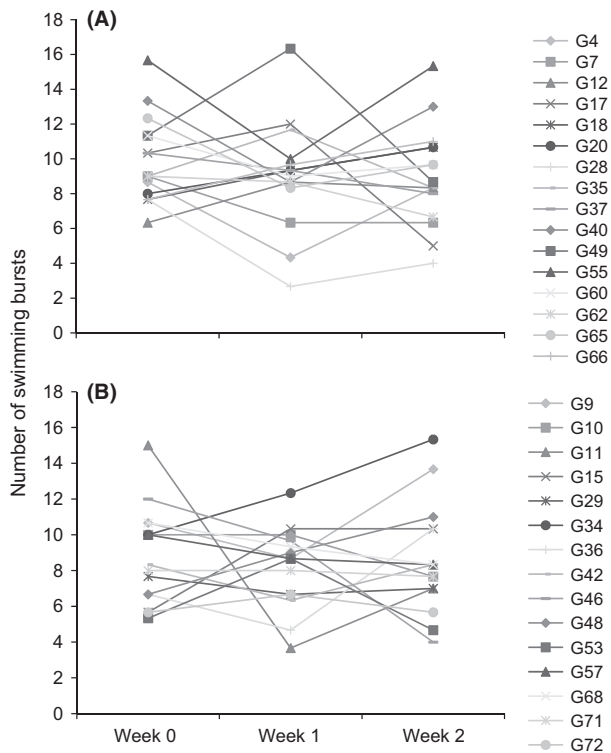 (A)
18
16
14
12
10
8
6
4
2
0
G4
G7
G12
G17
G18
G20
G28
G35
G37
G40
G49
G55
G60
G62
G65
G66
Number of swimming bursts
(B)
18
16
14
12
10
8
6
4
2
0
Week 0 Week 1 Week 2
G9
G10
G11
G15
G29
G34
G36
G42
G46
G48
G53
G57
G68
G71
G72